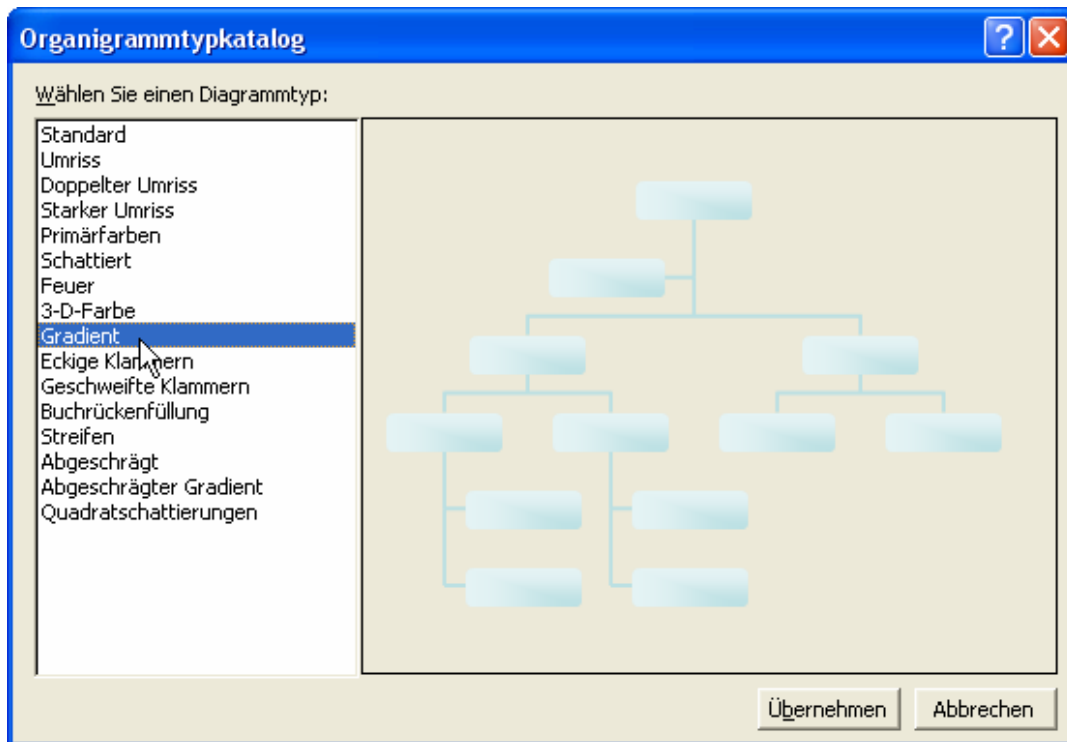 Organigrammtypkatalog
Wählen Sie einen Diagrammtyp:
Standard
Umriss
Doppelter Umriss
Starker Umriss
Primärfarben
Schattiert
Feuer
3-D-Farbe
Gradient
Eckige Klammern
Geschweifte Klammern
Buchrückenfüllung
Streifen
Abgeschrägt
Abgeschrägter Gradient
Quadratschattierungen
Übernehmen Abbrechen